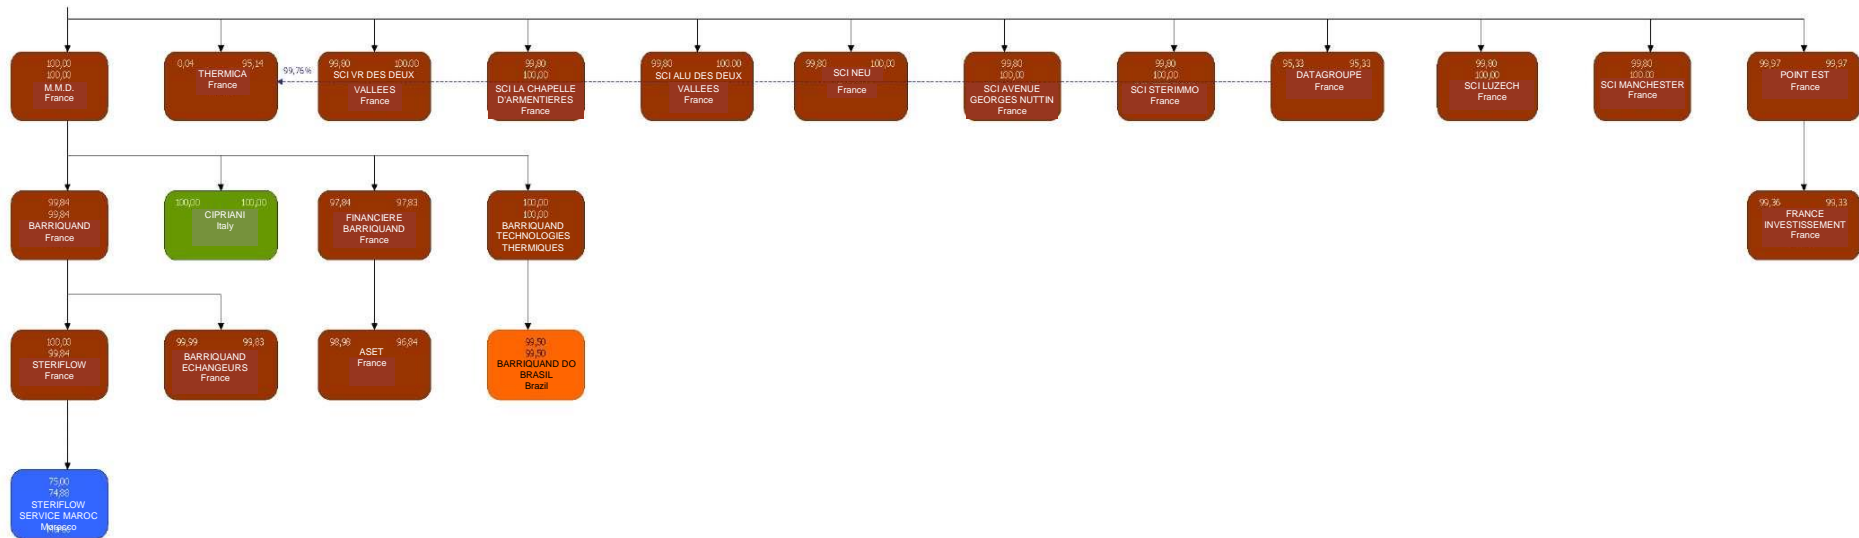 100,00
100,00
M.M.D.
France
0,04 95,14
THERMICA
France
99,76%
99,80 100,00
SCI VR DES DEUX
VALLEES
France
99,80
100,00
SCI LA CHAPELLE
D'ARMENTIERES
France
99,80 100,00
SCI ALU DES DEUX
VALLEES
France
99,80 100,00
SCI NEU
France
99,80
100,00
SCI AVENUE
GEORGES NUTTIN
France
99,80
100,00
SCI STERIMMO
France
95,33 95,33
DATAGROUPE
France
99,80
100,00
SCI LUZECH
France
99,80
100,00
SCI MANCHESTER
France
99,97 99,97
POINT EST
France
99,84
99,84
BARRIQUAND
France
100,00 100,00
CIPRIANI
Italy
97,84 97,83
FINANCIERE
BARRIQUAND
France
100,00
100,00
BARRIQUAND
TECHNOLOGIES
THERMIQUES
99,36 99,33
FRANCE
INVESTISSEMENT
France
100,00
99,84
STERIFLOW
France
99,99 99,83
BARRIQUAND
ECHANGEURS
France
98,98 96,84
ASET
France
99,50
99,50
BARRIQUAND DO
BRASIL
Brazil
75,00
74,88
STERIFLOW
SERVICE MAROC
Morocco